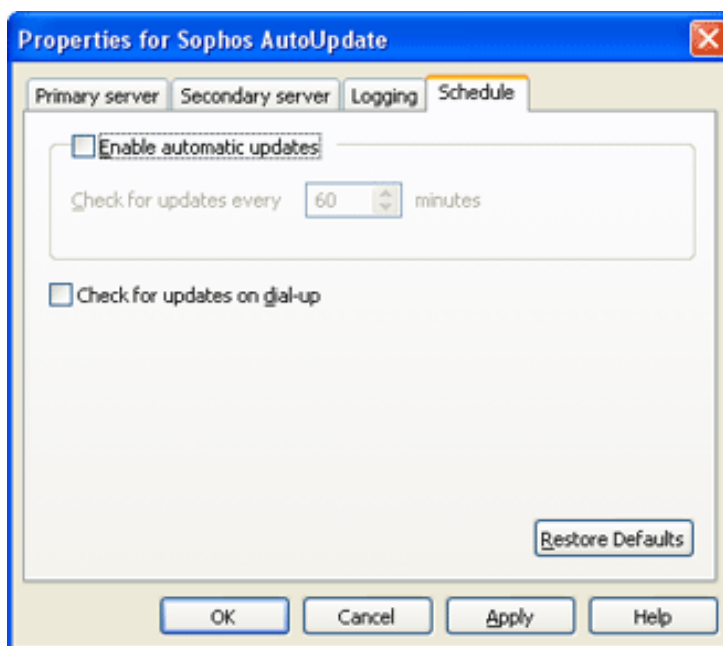 Properties for Sophos AutoUpdate
Primary server Secondary server Logging Schedule
Enable automatic updates
Check for updates every 60 minutes
Check for updates on dial-up
Restore Defaults
OK Cancel Apply Help